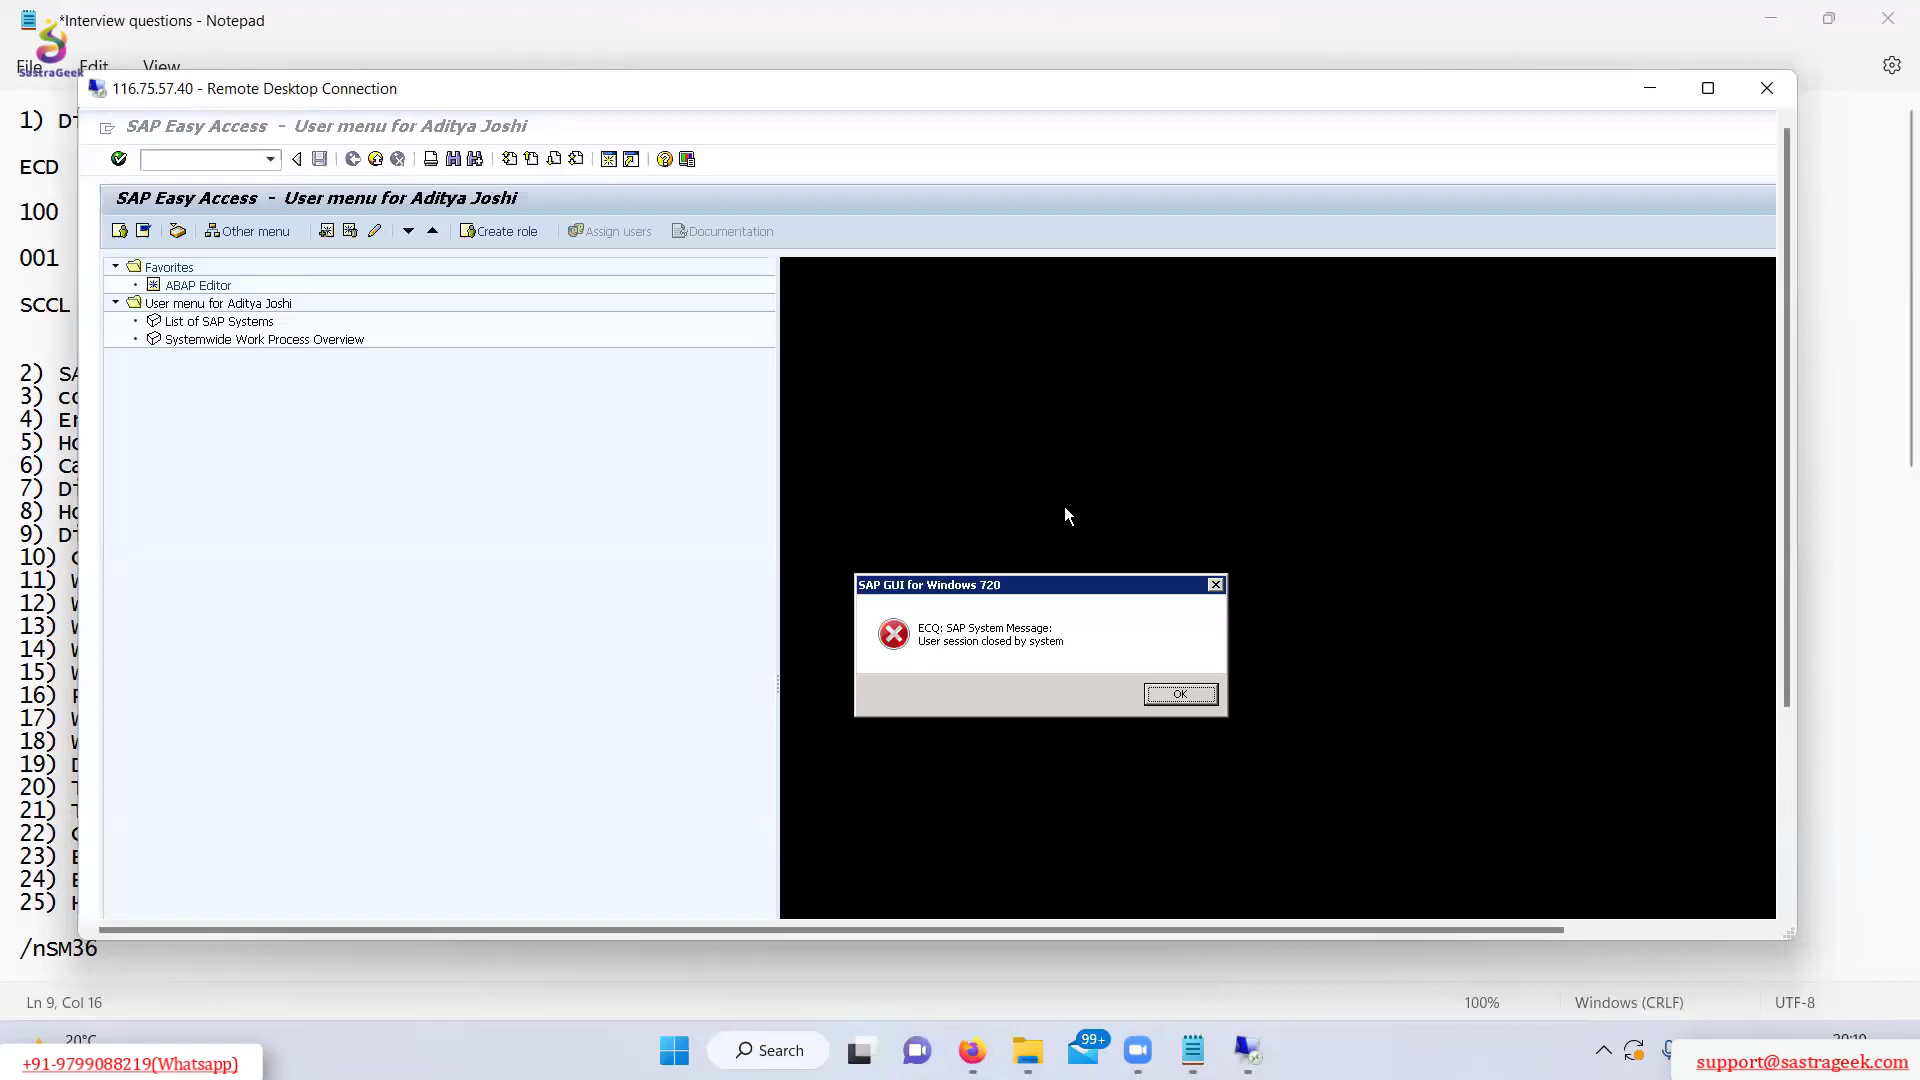 *Interview questions - Notepad
File Edit View
SastraGeek
116.75.57.40 - Remote Desktop Connection
SAP Easy Access - User menu for Aditya Joshi
SAP Easy Access - User menu for Aditya Joshi
Other menu Create role Assign users Documentation
Favorites
ABAP Editor
User menu for Aditya Joshi
List of SAP Systems
Systemwide Work Process Overview
SAP GUI for Windows 720
ECQ: SAP System Message:
User session closed by system
OK
1)
ECD
100
001
SCCL
2) SA
3) co
4) Er
5) Ho
6) Ca
7)
8) Ho
9)
10)
11)
12)
13)
14)
15)
16)
17)
18)
19)
20)
21)
22)
23)
24)
25)
/nSM36
Ln 9, Col 16 100% Windows (CRLF) UTF-8
20°C
Search
99+
+91-9799088219(Whatsapp)
support@sastrageek.com